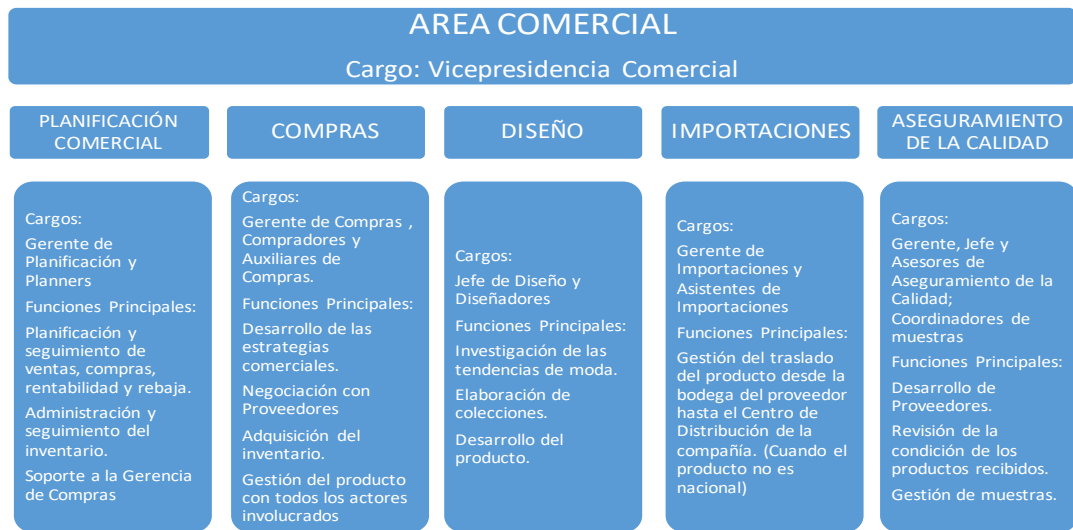 AREA COMERCIAL
Cargo: Vicepresidencia Comercial
PLANIFICACIÓN
COMERCIAL
Cargos:
Gerente de
Planificación y
Planners
Funciones Principales:
Planificación y
seguimiento de
ventas, compras,
rentabilidad y rebaja.
Administración y
seguimiento del
inventario.
Soporte a la Gerencia
de Compras
COMPRAS
Cargos:
Gerente de Compras ,
Compradores y
Auxiliares de
Compras.
Funciones Principales:
Desarrollo de las
estrategias
comerciales.
Negociación con
Proveedores
Adquisición del
inventario.
Gestión del producto
con todos los actores
involucrados
DISEÑO
Cargos:
Jefe de Diseño y
Diseñadores
Funciones Principales:
Investigación de las
tendencias de moda.
Elaboración de
colecciones.
Desarrollo del
producto.
IMPORTACIONES
Cargos:
Gerente de
Importaciones y
Asistentes de
Importaciones
Funciones Principales:
Gestión del traslado
del producto desde la
bodega del proveedor
hasta el Centro de
Distribución de la
compañía. (Cuando el
producto no es
nacional)
ASEGURAMIENTO
DE LA CALIDAD
Cargos:
Gerente, Jefe y
Asesores de
Aseguramiento de la
Calidad;
Coordinadores de
muestras
Funciones Principales:
Desarrollo de
Proveedores.
Revisión de la
condición de los
productos recibidos.
Gestión de muestras.